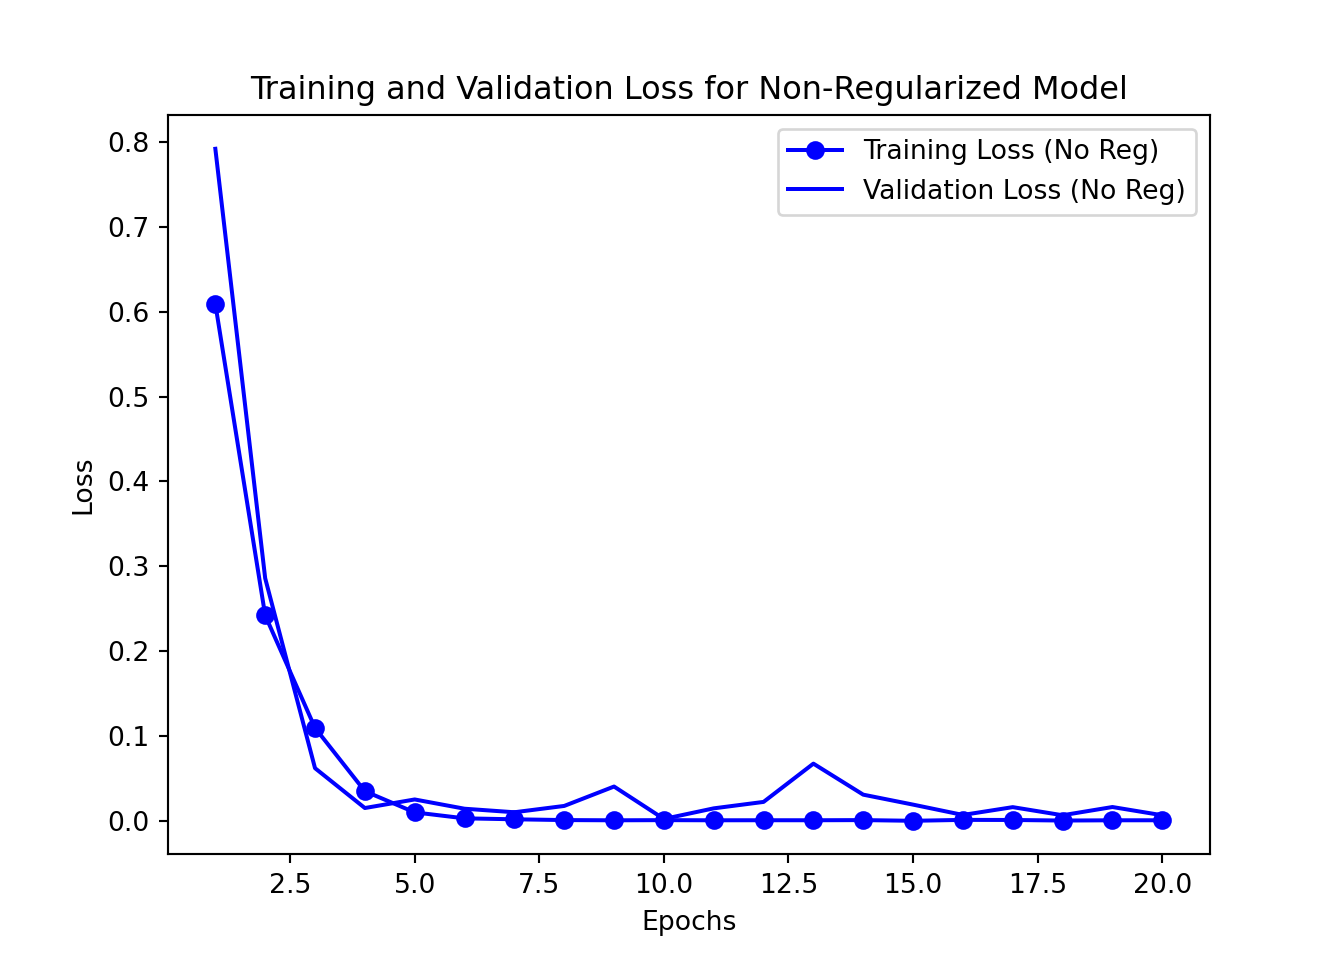 Training and Validation Loss for Non-Regularized Model
Training Loss (No Reg)
Validation Loss (No Reg)
Loss
0.8
0.7
0.6
0.5
0.4
0.3
0.2
0.1
0.0
2.5 5.0 7.5 10.0 12.5 15.0 17.5 20.0
Epochs